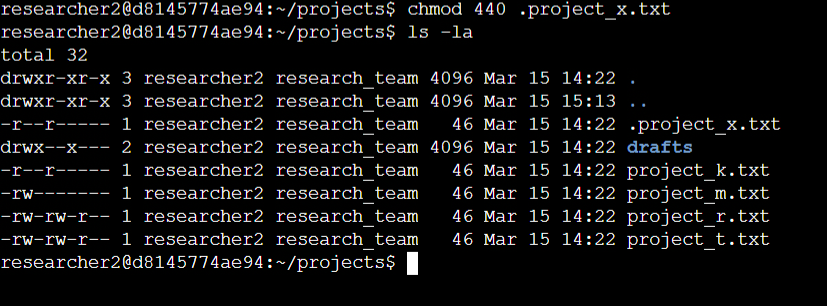 researcher2@d8145774ae94:~/projects$ chmod 440 .project_x.txt
researcher2@d8145774ae94:~/projects$ ls -la
total 32
drwxr-xr-x 3 researcher2 research_team 4096 Mar 15 14:22 .
drwxr-xr-x 3 researcher2 research_team 4096 Mar 15 15:13 ..
-r--r----- 1 researcher2 research_team   46 Mar 15 14:22 .project_x.txt
drwx--x--- 2 researcher2 research_team 4096 Mar 15 14:22 drafts
-r--r----- 1 researcher2 research_team   46 Mar 15 14:22 project_k.txt
-rw------- 1 researcher2 research_team   46 Mar 15 14:22 project_m.txt
-rw-rw-r-- 1 researcher2 research_team   46 Mar 15 14:22 project_r.txt
-rw-rw-r-- 1 researcher2 research_team   46 Mar 15 14:22 project_t.txt
researcher2@d8145774ae94:~/projects$